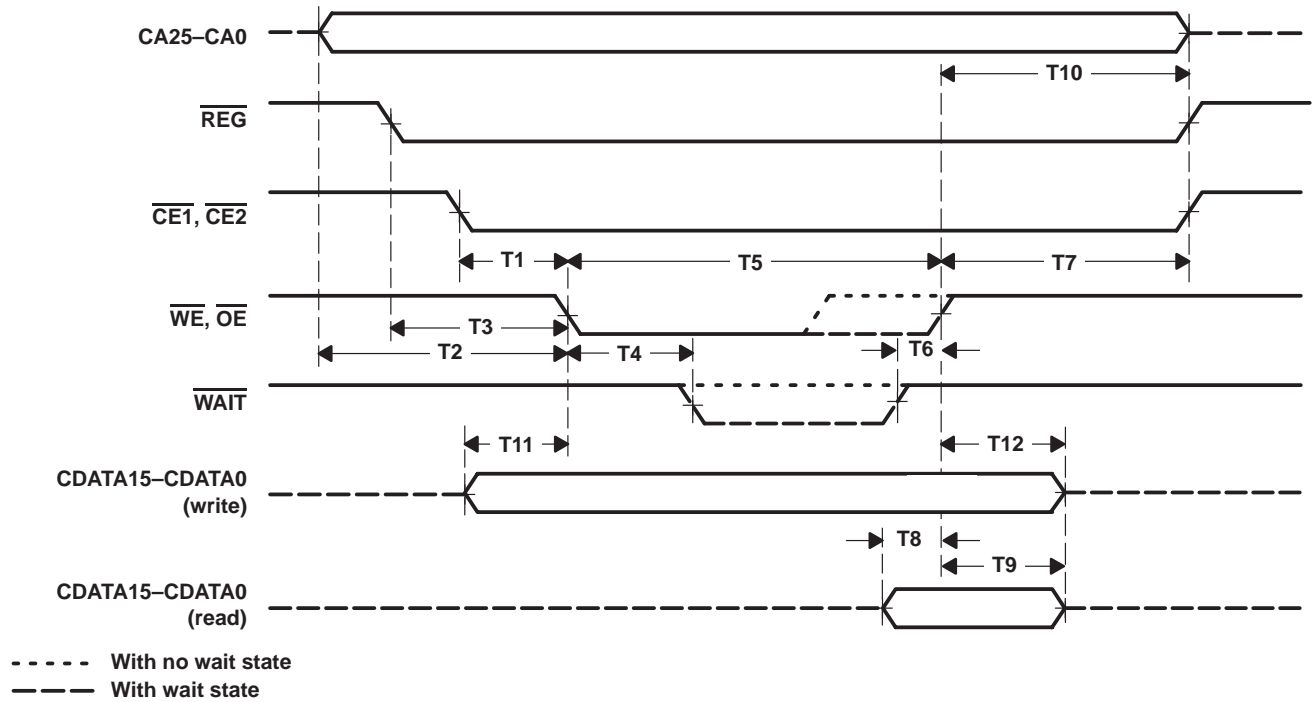 CA25–CA0
T10
REG
CE1, CE2
T1
T5
T7
WE, OE
T3
T6
T2
T4
WAIT
T11
T12
CDATA15–CDATA0
(write)
T8
T9
CDATA15–CDATA0
(read)
With no wait state
With wait state